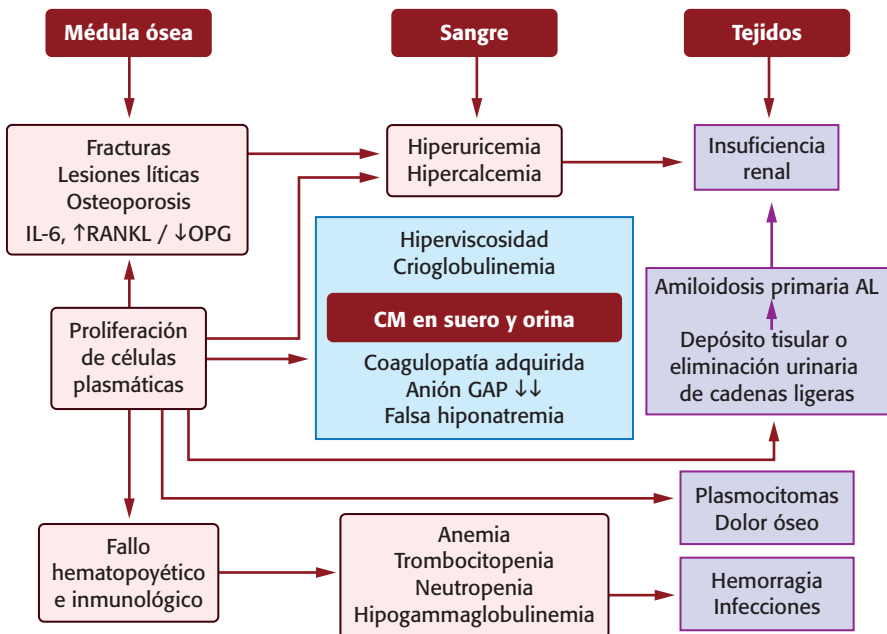 Médula ósea
Sangre
Tejidos
Fracturas
Lesiones líticas
Osteoporosis
IL-6, ↑RANKL / ↓OPG
Hiperuricemia
Hipercalcemia
Insuficiencia
renal
Hiperviscosidad
Crioglobulinemia
CM en suero y orina
Coagulopatía adquirida
Anión GAP ↓↓
Falsa hiponatremia
Amiloidosis primaria AL
Depósito tisular o
eliminación urinaria
de cadenas ligeras
Proliferación
de células
plasmáticas
Plasmocitomas
Dolor óseo
Fallo
hematopoyético
e inmunológico
Anemia
Trombocitopenia
Neutropenia
Hipogammaglobulinemia
Hemorragia
Infecciones